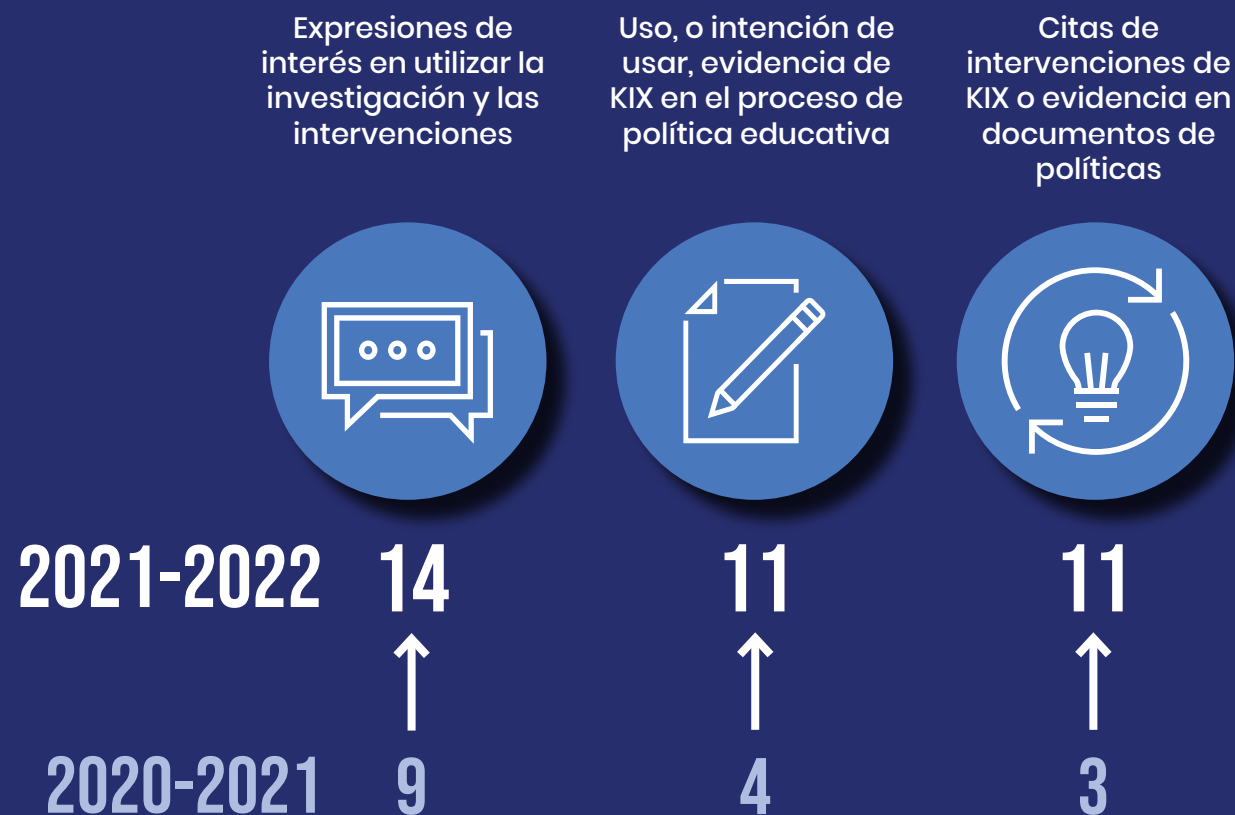 Expresiones de
interés en utilizar la
investigación y las
intervenciones
Uso, o intención de
usar, evidencia de
KIX en el proceso de
política educativa
Citas de
intervenciones de
KIX o evidencia en
documentos de
políticas
2021-2022 14 11 11
2020-2021 9 4 3